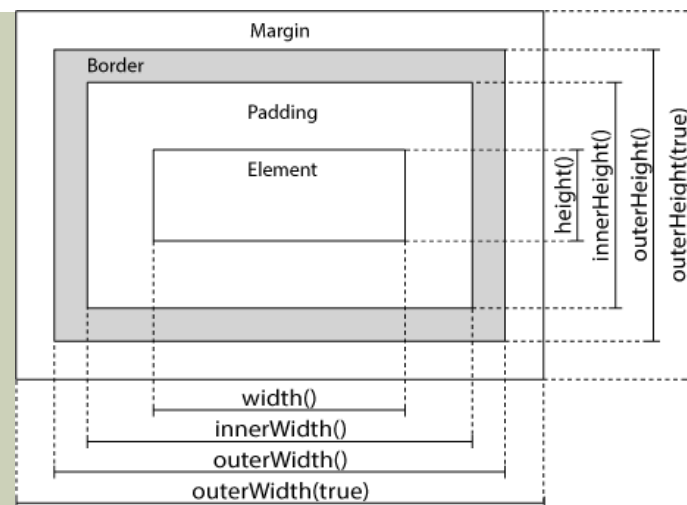 Margin
Border
Padding
Element
height()
innerHeight()
outerHeight()
outerHeight(true)
width()
innerWidth()
outerWidth()
outerWidth(true)